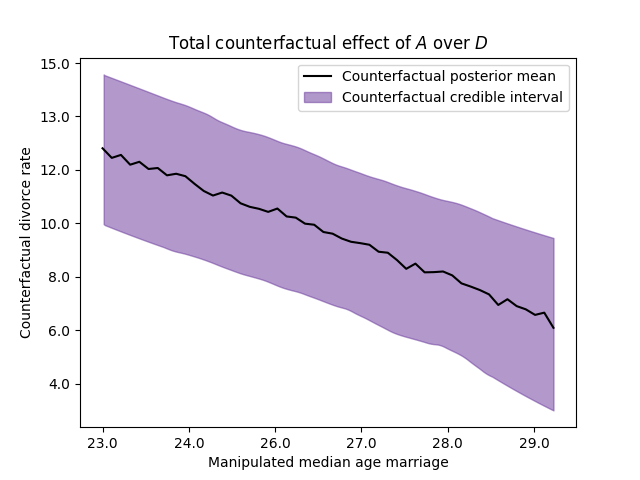 Total counterfactual effect of A over D
Counterfactual posterior mean
Counterfactual credible interval
Counterfactual divorce rate
15.0
13.0
12.0
10.0
8.0
6.0
4.0
23.0 24.0 26.0 27.0 28.0 29.0
Manipulated median age marriage